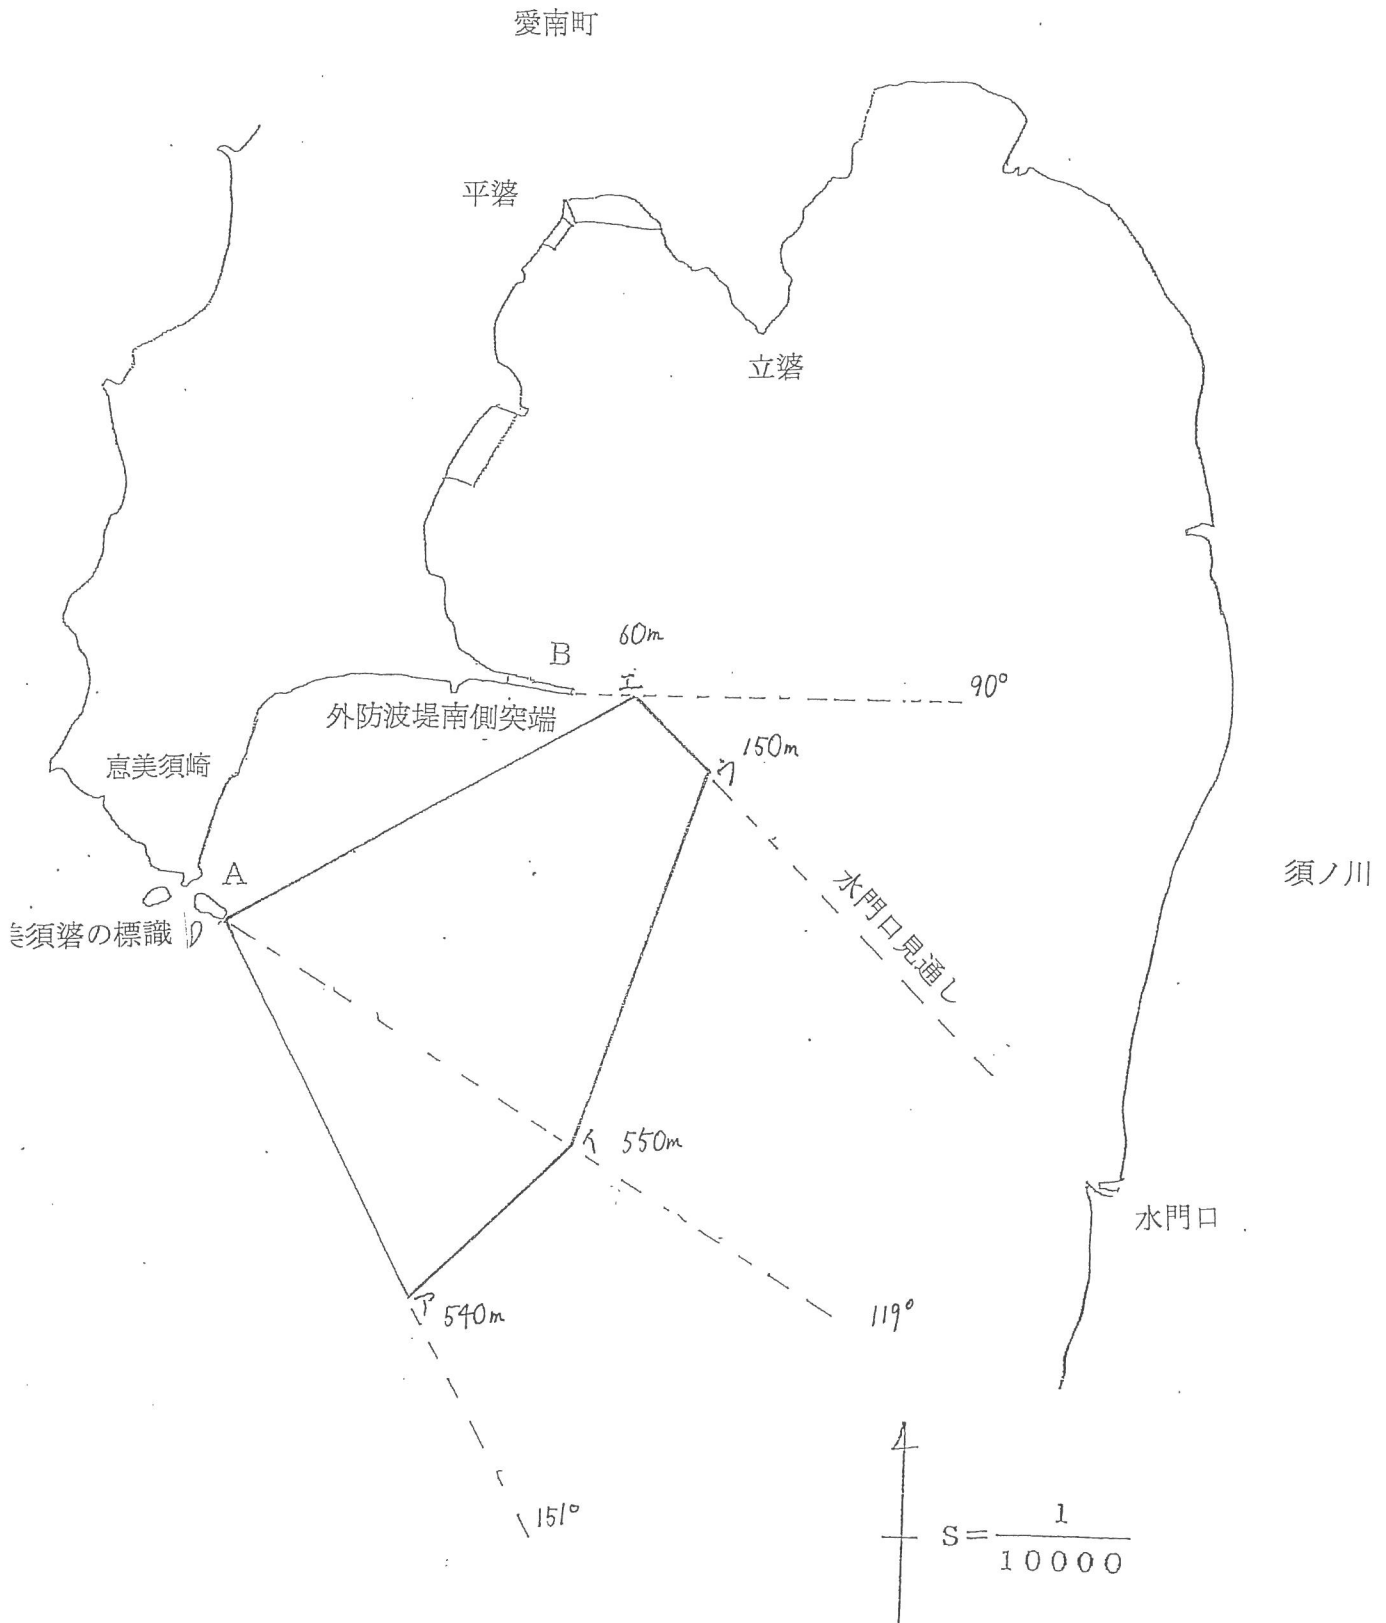 愛南町
平碆
立碆
60m
B
エ
90°
外防波堤南側突端
150m
ウ
恵美須崎
A
須ノ川
水門口見通し
美須碆の標識
イ 550m
水門口
ア 540m
119°
151°
S=1/10000